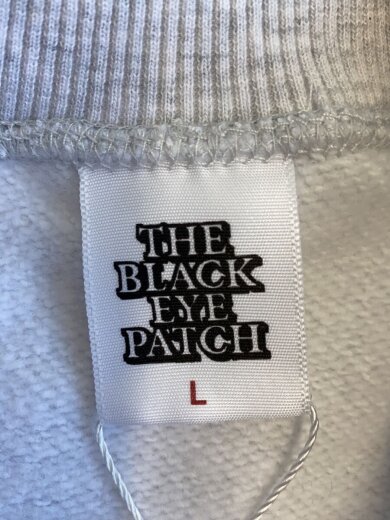 THE
BLACK
EYE
PATCH
L